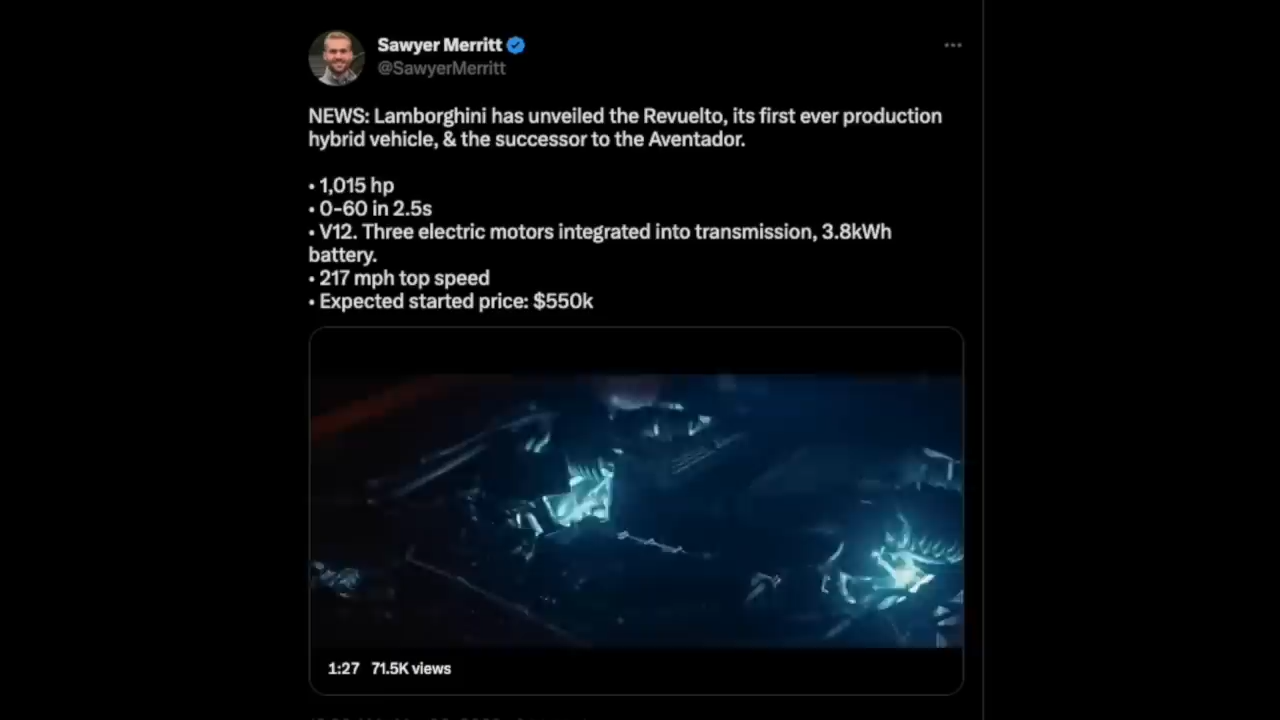 Sawyer Merritt
@SawyerMerritt
NEWS: Lamborghini has unveiled the Revuelto, its first ever production
hybrid vehicle, & the successor to the Aventador.
• 1,015 hp
• 0-60 in 2.5s
• V12. Three electric motors integrated into transmission, 3.8kWh
battery.
• 217 mph top speed
• Expected started price: $550k
1:27 71.5K views